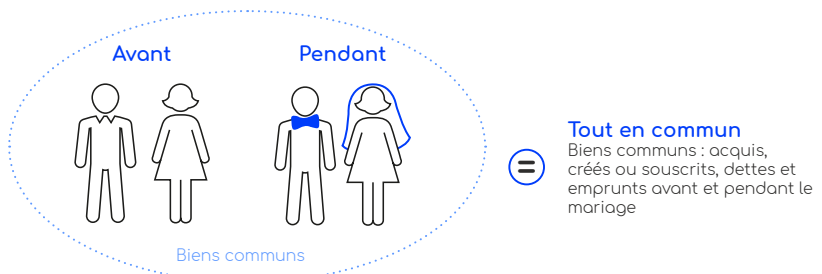 Avant
Pendant
Tout en commun
Biens communs : acquis,
créés ou souscrits, dettes et
emprunts avant et pendant le
mariage
Biens communs